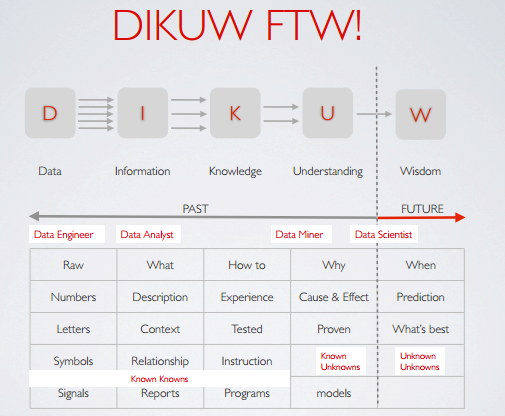 DIKUW FTW!
D I K U W
Data Information Knowledge Understanding Wisdom
PAST FUTURE
Data Engineer Data Analyst Data Miner Data Scientist
Raw What How to Why When
Numbers Description Experience Cause & Effect Prediction
Letters Context Tested Proven What's best
Symbols Relationship Instruction Known Unknowns Unknown Unknowns
Known Knowns
Signals Reports Programs models